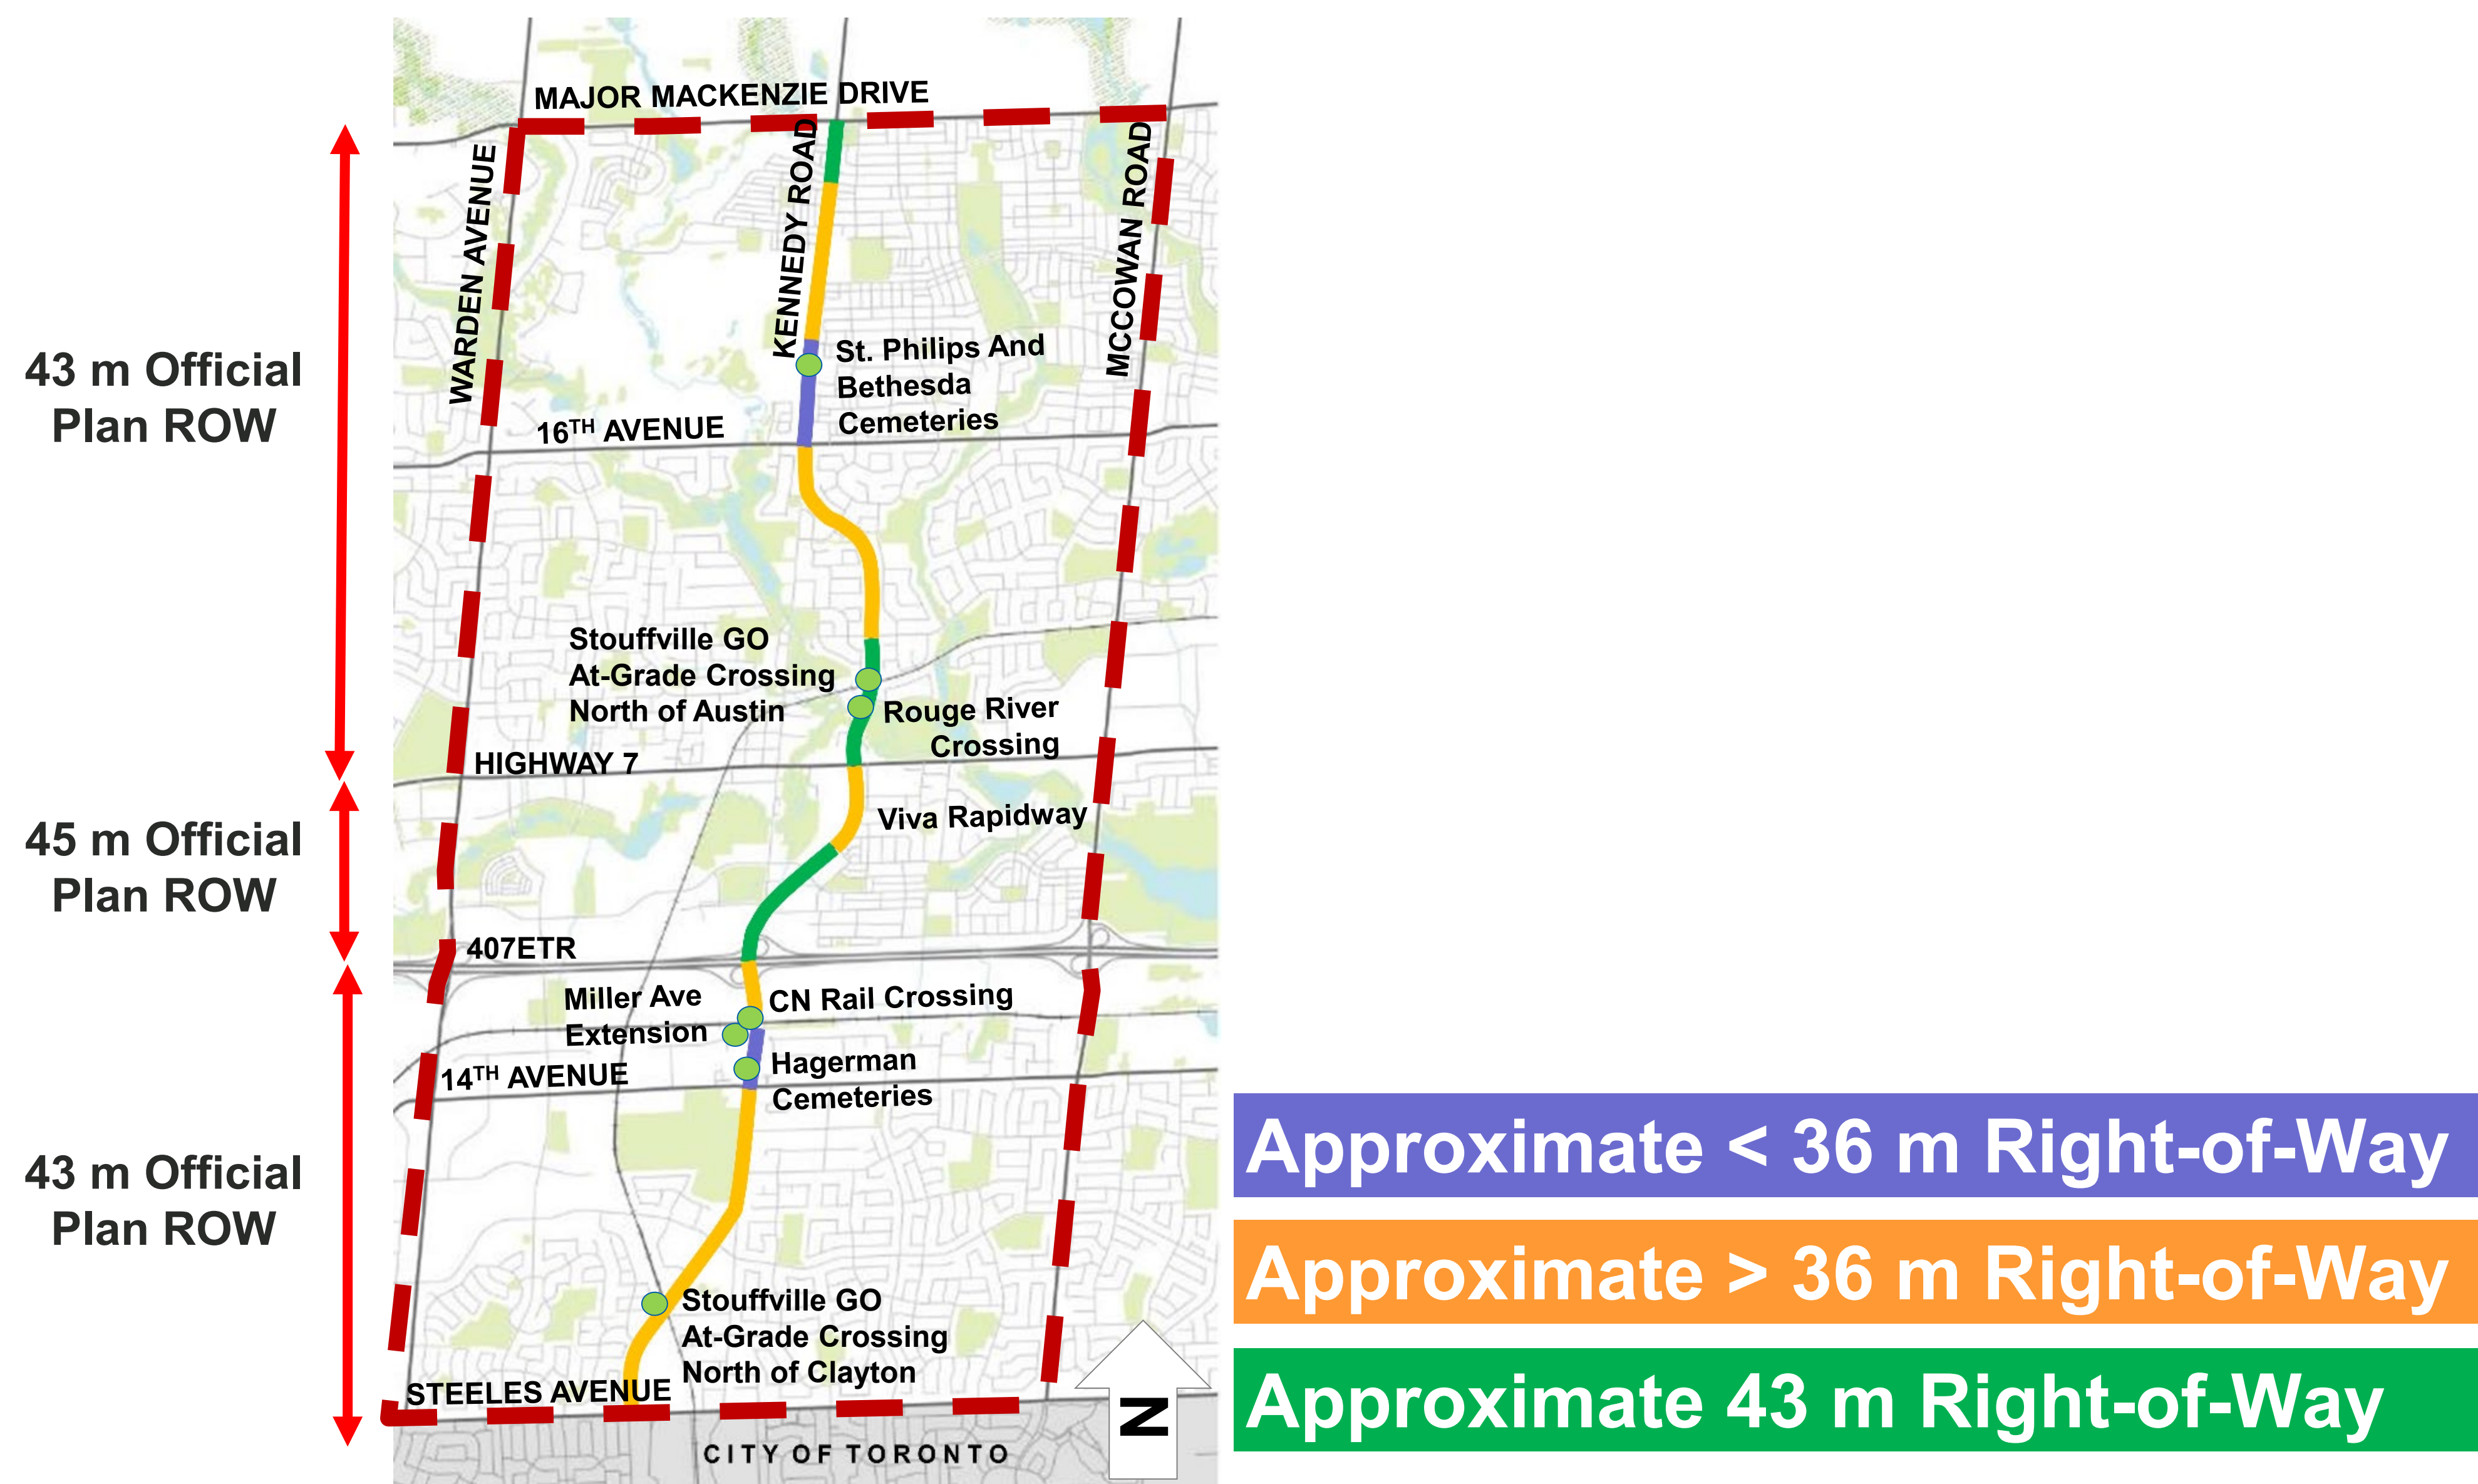 MAJOR MACKENZIE DRIVE
WARDEN AVENUE
KENNEDY ROAD
MCCOWAN ROAD
43 m Official
Plan ROW
St. Philips And
Bethesda
Cemeteries
16TH AVENUE
Stouffville GO
At-Grade Crossing
North of Austin
Rouge River
Crossing
HIGHWAY 7
45 m Official
Plan ROW
Viva Rapidway
407ETR
Miller Ave
Extension
CN Rail Crossing
14TH AVENUE
Hagerman
Cemeteries
43 m Official
Plan ROW
Stouffville GO
At-Grade Crossing
North of Clayton
STEELES AVENUE
CITY OF TORONTO
N
Approximate < 36 m Right-of-Way
Approximate > 36 m Right-of-Way
Approximate 43 m Right-of-Way